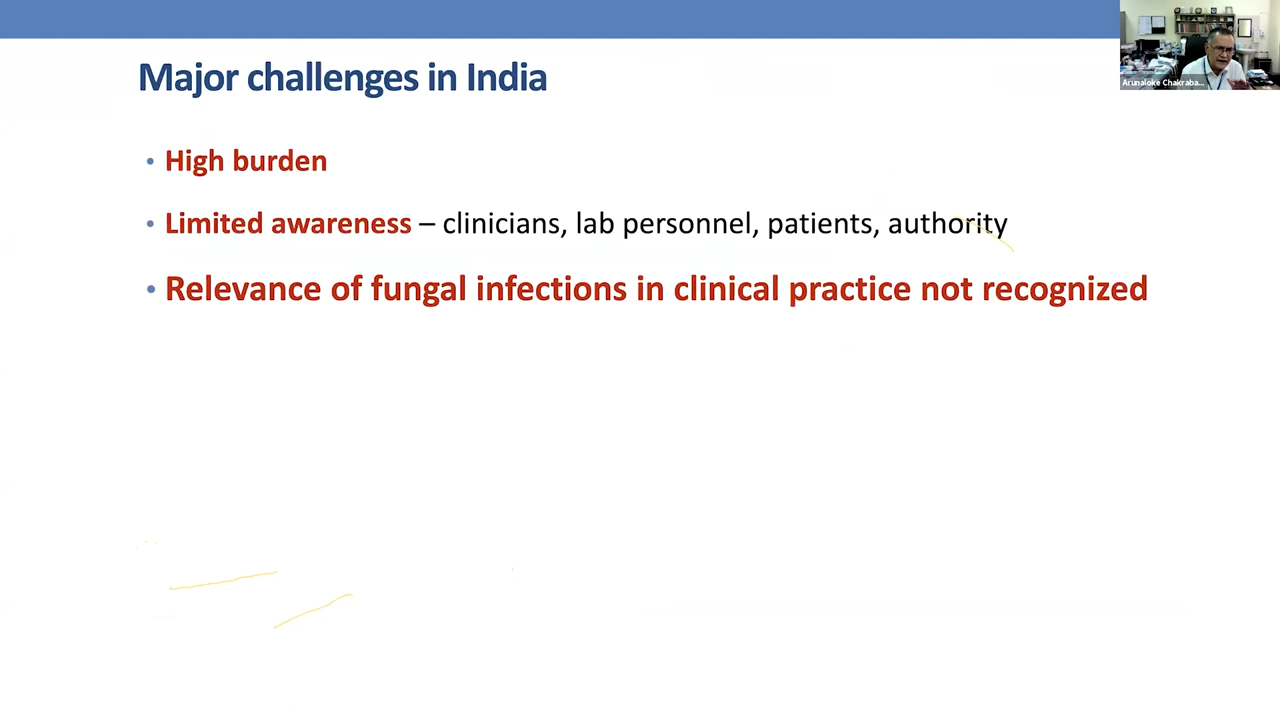 Arunaloke Chakraba...
Major challenges in India
• High burden
• Limited awareness – clinicians, lab personnel, patients, authority
• Relevance of fungal infections in clinical practice not recognized